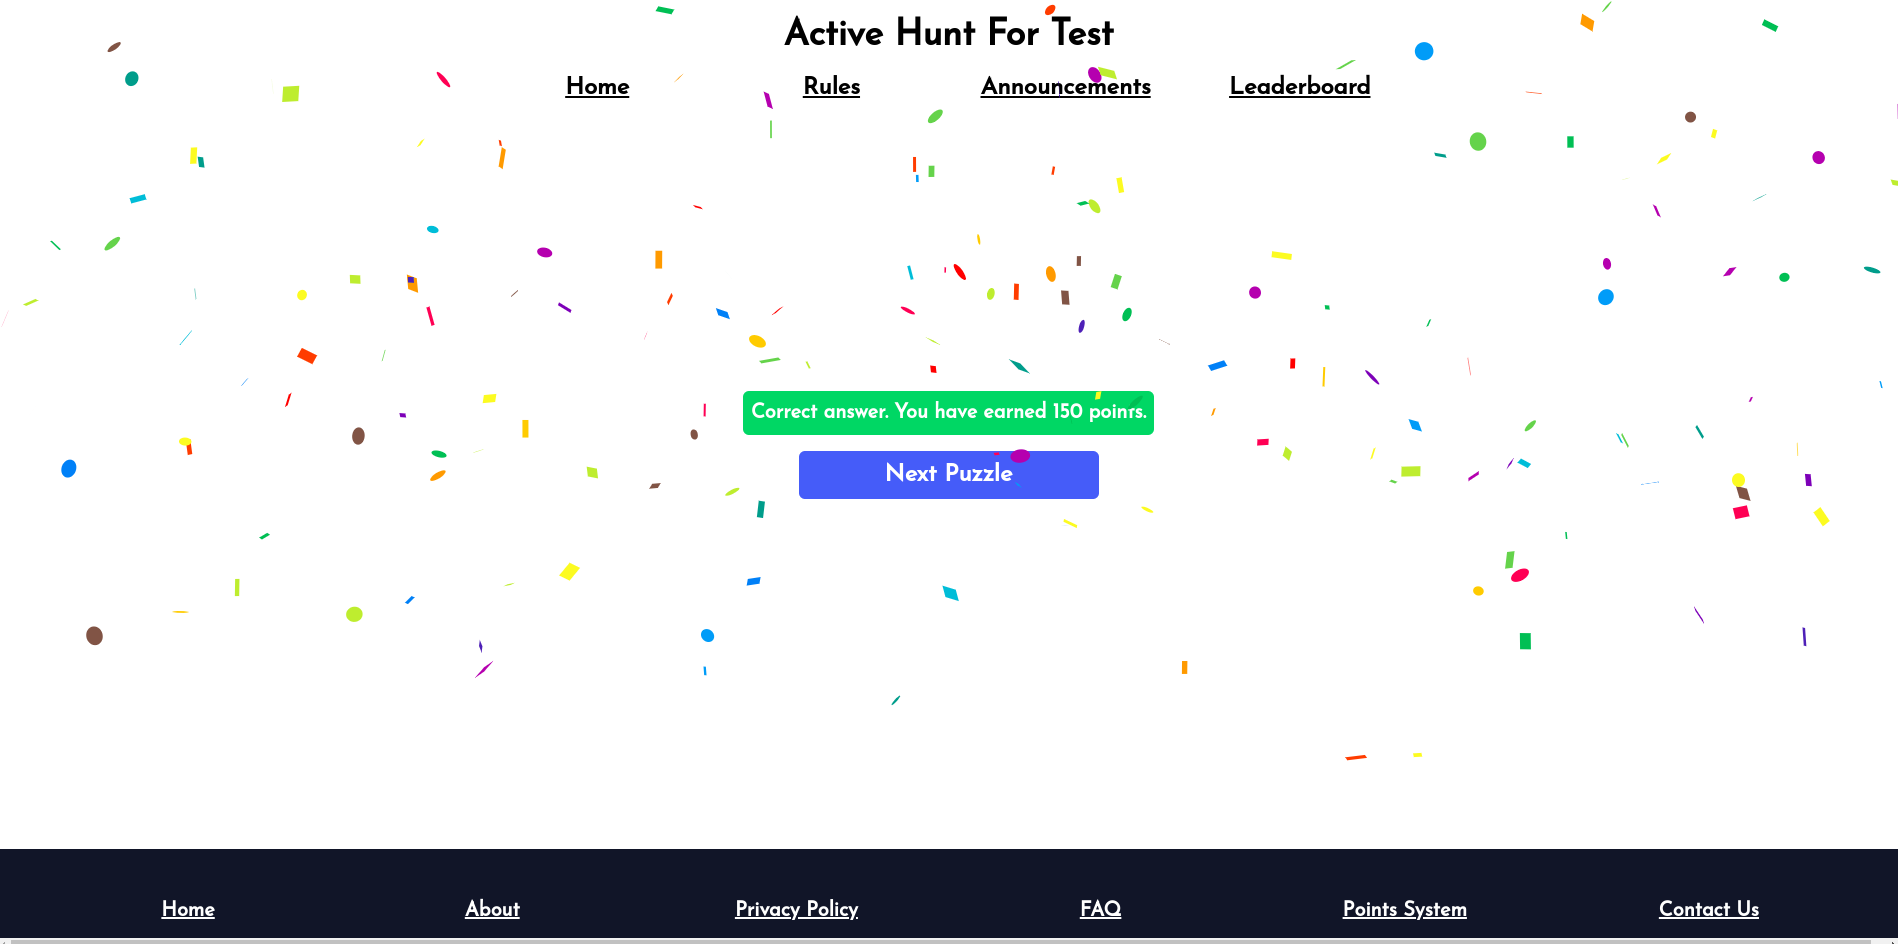 Active Hunt For Test
Home Rules Announcements Leaderboard
Correct answer. You have earned 150 points.
Next Puzzle
Home About Privacy Policy FAQ Points System Contact Us